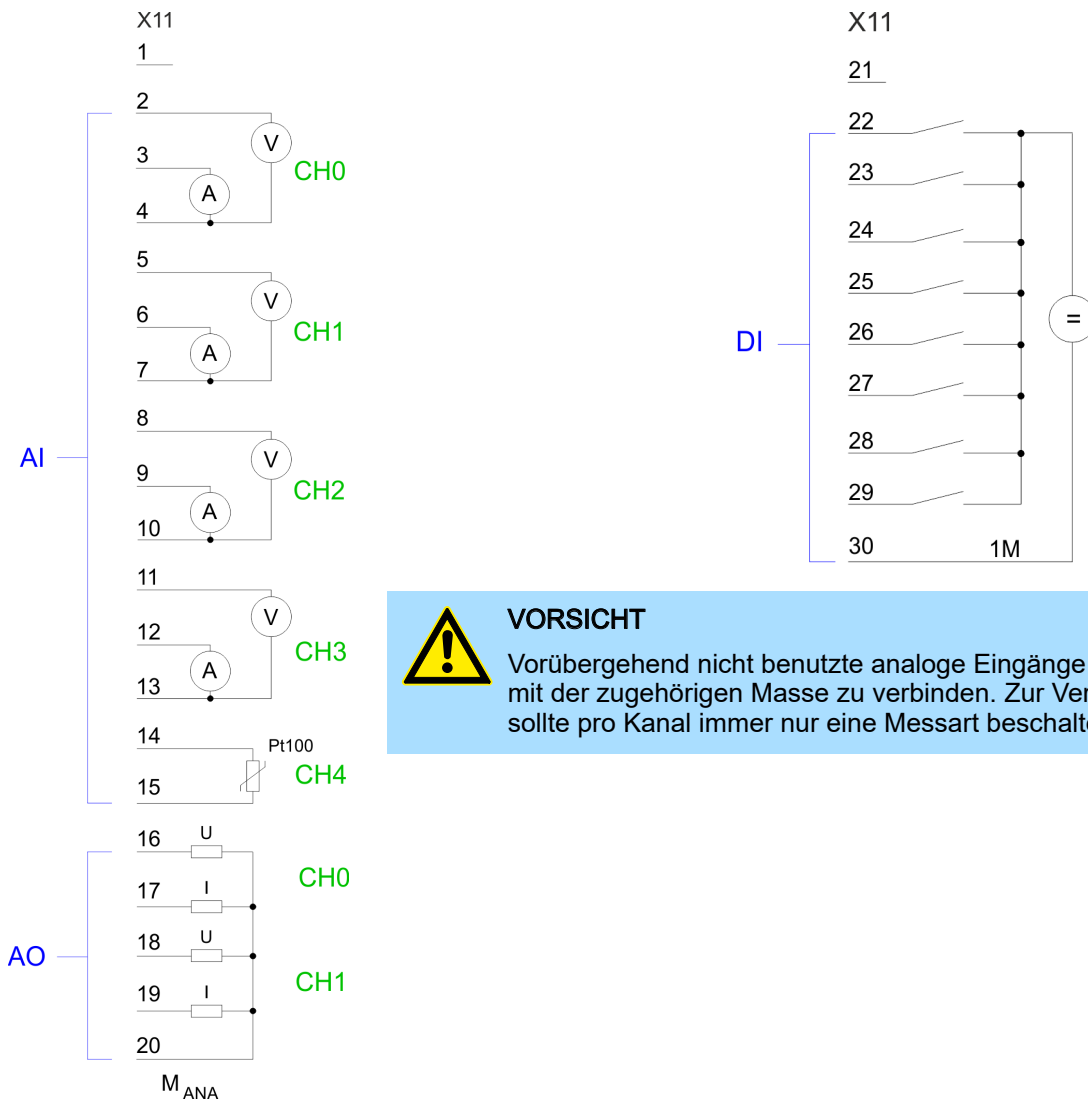 X11
1
2
V
3
CH0
A
4
5
V
6
CH1
A
7
8
V
AI
9
CH2
A
10
11
V
12
CH3
A
13
14
Pt100
CH4
15
16 U
CH0
17 I
18 U
AO
CH1
19 I
20
M ANA
X11
21
22
23
24
25
=
26
DI
27
28
29
30 1M
VORSICHT
Vorübergehend nicht benutzte analoge Eingänge
mit der zugehörigen Masse zu verbinden. Zur
sollte pro Kanal immer nur eine Messart